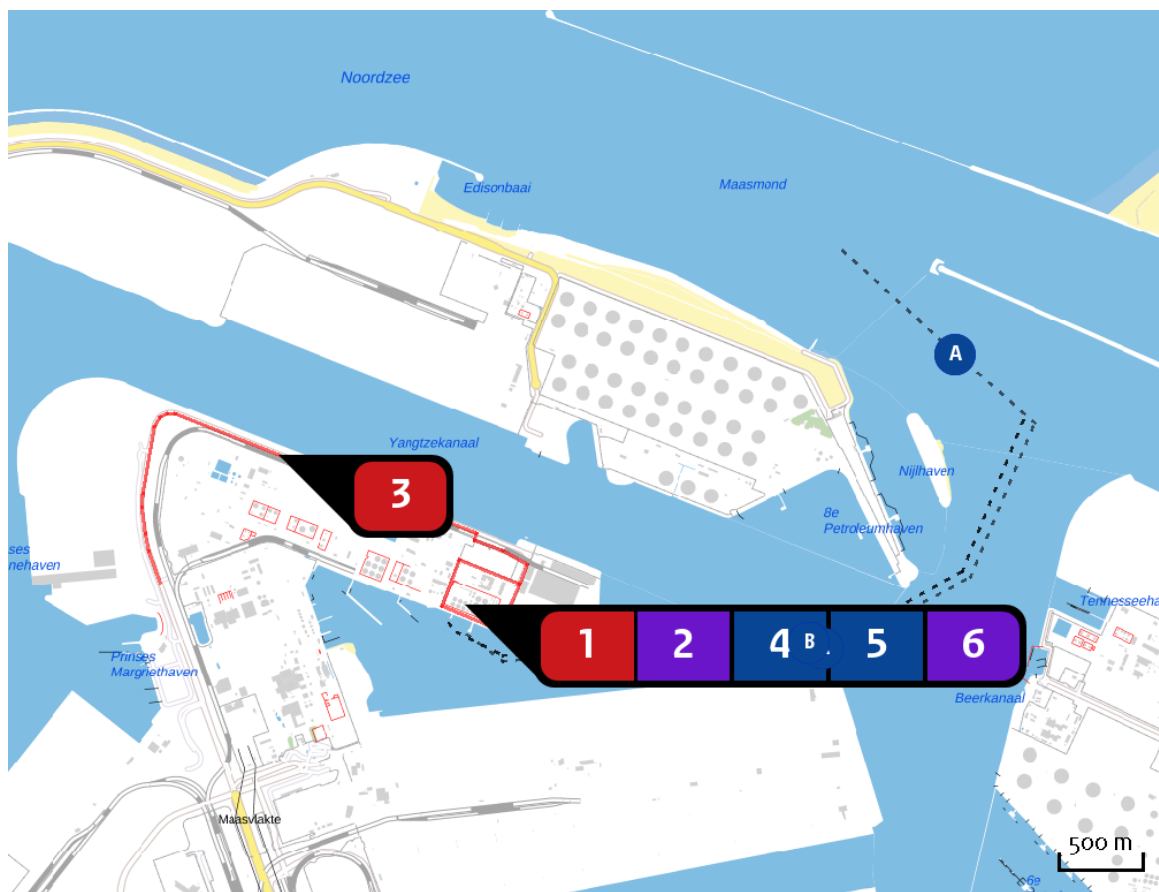 Noordzee
Edisonbaai
Maasmond
A
Yangtzekanaal
3
Nijlhaven
8e
Petroleumhaven
ses
nehaven
Tennesseeha
1 2 4 B 5 6
Prinses
Margriethaven
Beerkanaal
Maasvlakte
500 m
6e